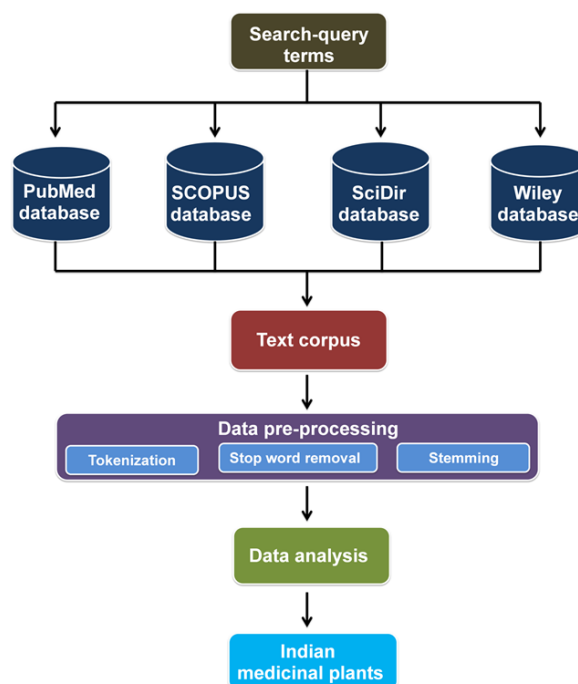 Search-query
terms
PubMed
database
SCOPUS
database
SciDir
database
Wiley
database
Text corpus
Data pre-processing
Tokenization
Stop word removal
Stemming
Data analysis
Indian
medicinal plants